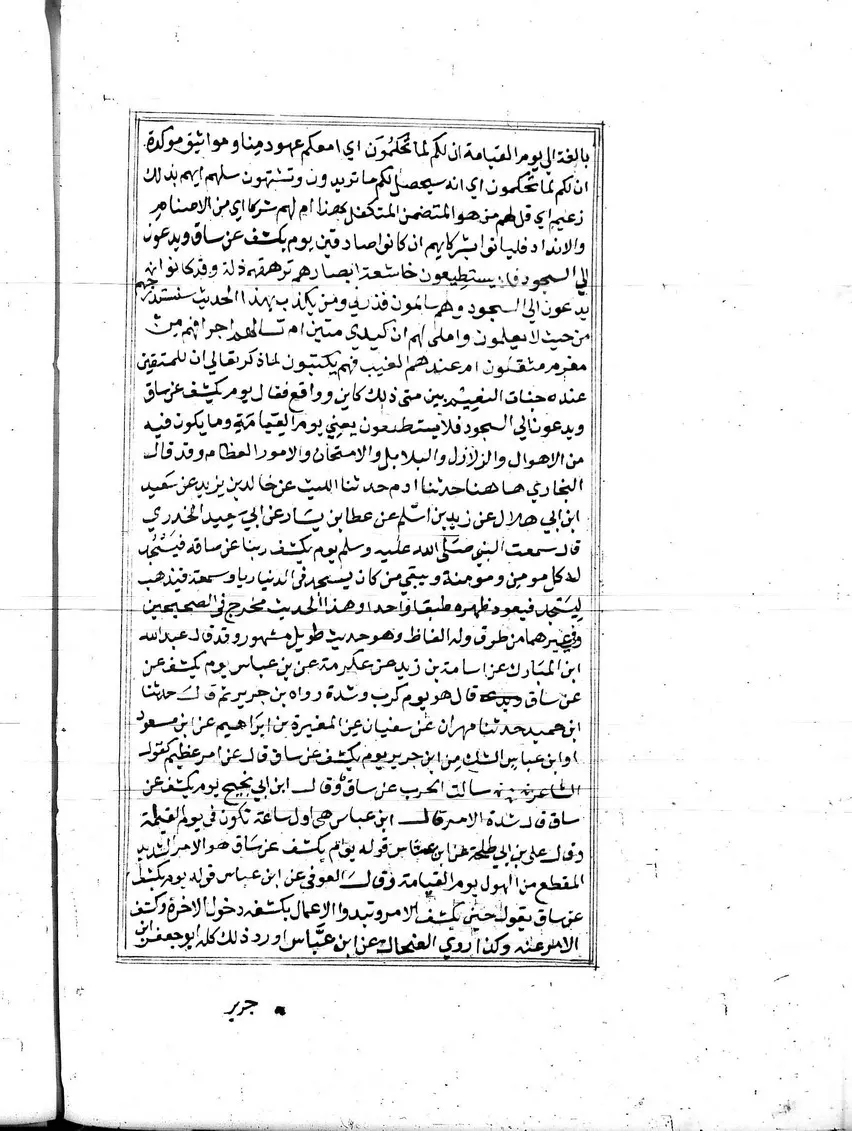 بالغة الي يوم القيامة ان لكم لما تحكمون اي امعكم عهود منا ومواثيق موكدة
ان لكم لما تحكمون اي انه سيحصل لكم ما تريدون وتشتهون سلهم ايهم بذلك
زعيم اي قل لهم من هو المتضمن المتكفل بهذا ام لهم شركا اي من الاصنام
والانداد فلياتوا بشركايهم ان كانوا صادقين يوم يكشف عن ساق ويدعون
الي السجود فلا يستطيعون خاشعة ابصارهم ترهقهم ذلة وقد كانوا
يدعون الي السجود وهم سالمون فذرني ومن يكذب بهذا الحديث سنستدرجهم
من حيث لا يعلمون واملي لهم ان كيدي متين ام تسالهم اجرا فهم من
مغرم مثقلون ام عندهم الغيب فهم يكتبون لما ذكر تعالي ان للمتقين
عنده جنات النعيم بين متي ذلك كاين وواقع فقال يوم يكشف عن ساق
ويدعون الي السجود فلا يستطيعون يعني يوم القيامة وما يكون فيه
من الاهوال والزلازل والبلابل والامتحان والامور العظام وقد قال
البخاري هاهنا حدثنا ادم حدثنا الليث عن خالد بن يزيد عن سعيد
ابن ابي هلال عن زيد بن اسلم عن عطا بن يسار عن ابي سعيد الخدري
قال سمعت النبي صلى الله عليه وسلم يوم يكشف ربنا عن ساقه فيسجد
له كل مومن ومومنة ويبقي من كان يسجد في الدنيا ريا وسمعة فيذهب
ليسجد فيعود ظهره طبقا واحدا وهذا الحديث مخرج في الصحيحين
وفي غيرهما من طرق وله الفاظ وهو حديث طويل مشهور وقد قال عبد الله
ابن المبارك عن اسامة بن زيد عن عكرمة عن بن عباس يوم يكشف عن
عن ساق قال هو يوم كرب وشدة رواه بن جرير ثم قال حدثنا
ابن حميد حدثنا مهران عن سفيان عن المغيرة بن ابراهيم عن ابن مسعود
او ابن عباس الشك من ابن جرير يوم يكشف عن ساق قال عن امر عظيم كقول
الشاعر سالت الحرب عن ساق وقال ابن ابي نجيح يوم يكشف عن
ساق قال شدة الامر قال ابن عباس هي اول ساعة تكون في يوم القيمة
وقال علي بن ابي طلحة عن ابن عباس قوله يوم يكشف عن ساق هو الامر الشديد
المقطع من الهول يوم القيامة وقال العوفي عن ابن عباس قوله يوم يكشف
عن ساق يقول حين يكشف الامر وتبدوا الاعمال يكشفه دخول الاخرة وكشف
الامر عنه وكذا روي الضحاك عن ابن عباس اورد ذلك كله ابو جعفر ابن
جرير